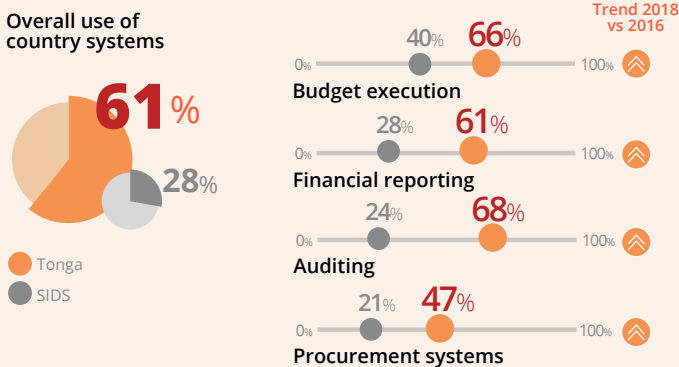 Overall use of
country systems
61%
28%
Tonga
SIDS
Trend 2018
vs 2016
40% 66%
0% 100%
Budget execution
28% 61%
0% 100%
Financial reporting
24% 68%
0% 100%
Auditing
21% 47%
0% 100%
Procurement systems